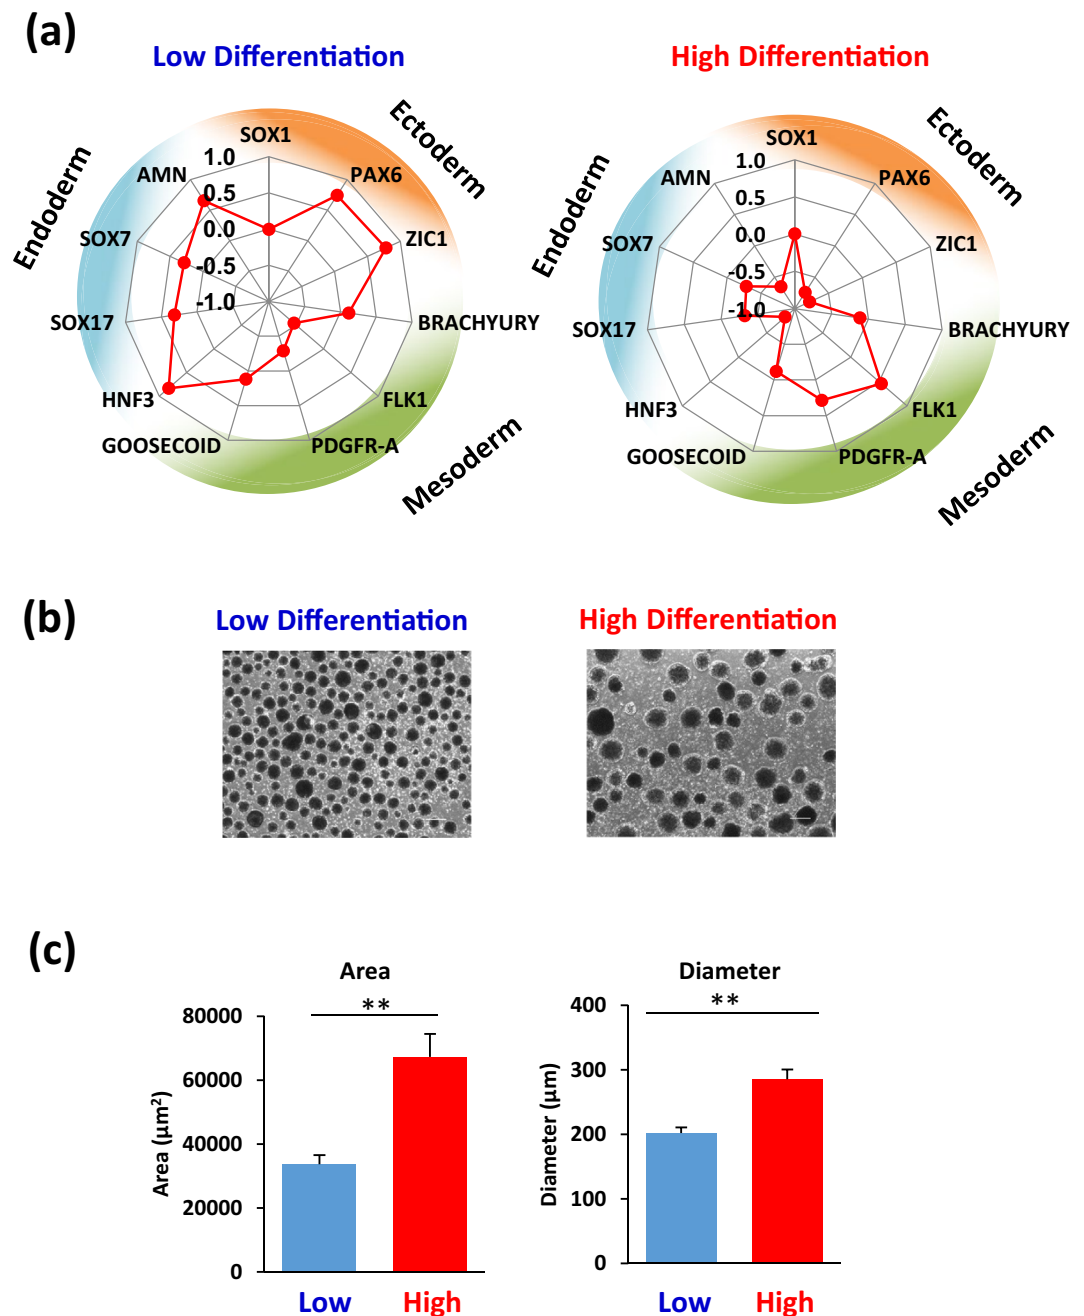 (a)
Low Differentiation
High Differentiation
Endoderm
Ectoderm
Mesoderm
SOX1
PAX6
ZIC1
BRACHYURY
FLK1
PDGFR-A
GOOSECOID
HNF3
SOX17
SOX7
AMN
1.0
0.5
0.0
-0.5
-1.0
Endoderm
Ectoderm
Mesoderm
SOX1
PAX6
ZIC1
BRACHYURY
FLK1
PDGFR-A
GOOSECOID
HNF3
SOX17
SOX7
AMN
1.0
0.5
0.0
-0.5
-1.0
(b)
Low Differentiation
High Differentiation
(c)
Area
**
Area (μm²)
80000
60000
40000
20000
0
Low
High
Diameter
**
Diameter (μm)
400
300
200
100
0
Low
High